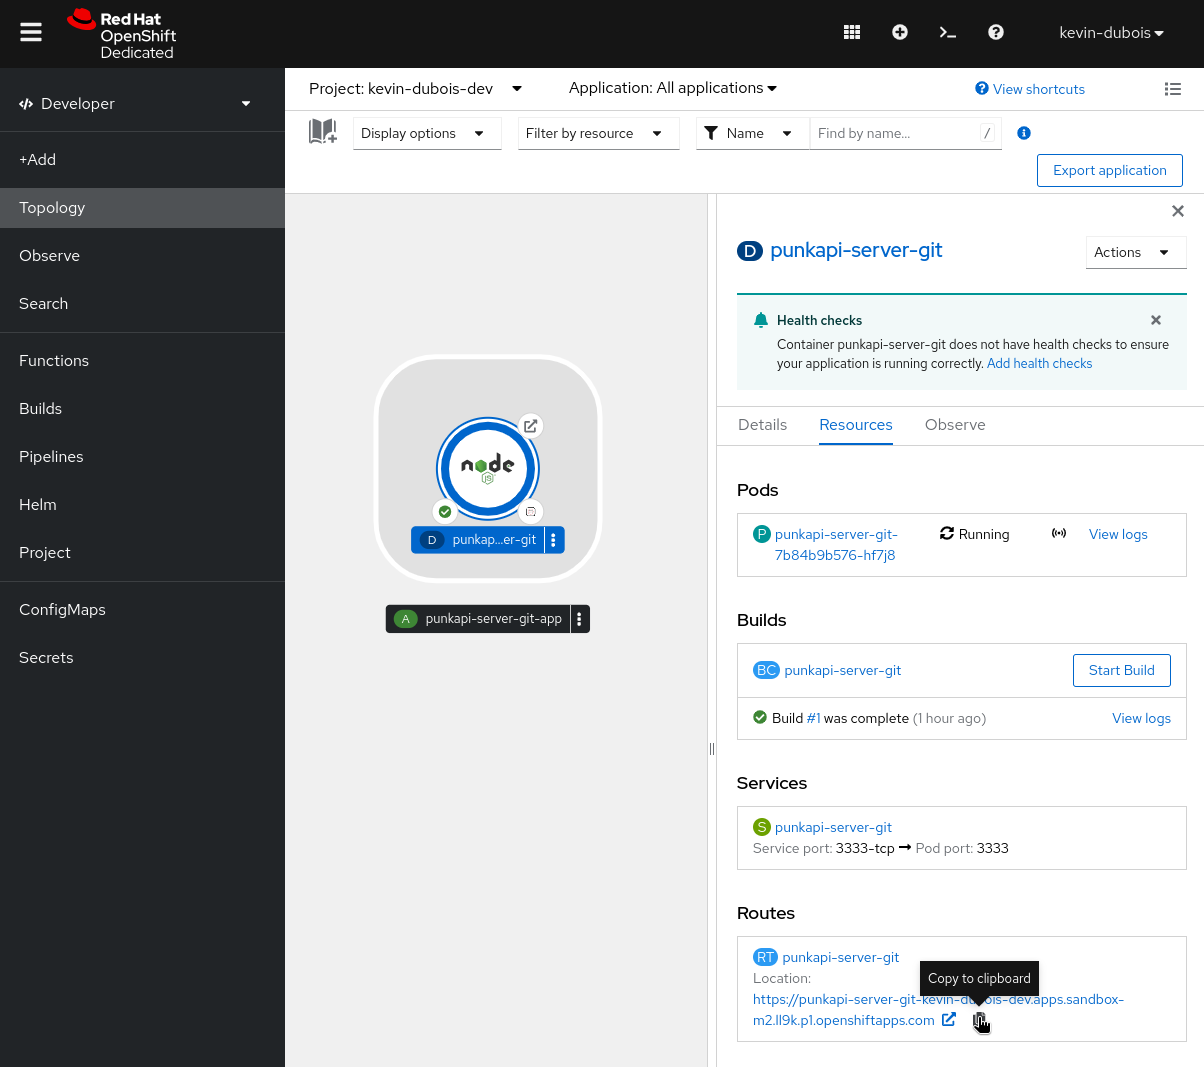 Red Hat
OpenShift
Dedicated
kevin-dubois
Developer
+Add
Topology
Observe
Search
Functions
Builds
Pipelines
Helm
Project
ConfigMaps
Secrets
Project: kevin-dubois-dev
Application: All applications
View shortcuts
Display options
Filter by resource
Name
Find by name...
/
Export application
node
JS
D punkap...er-git
A punkapi-server-git-app
D punkapi-server-git
Actions
Health checks
Container punkapi-server-git does not have health checks to ensure
your application is running correctly. Add health checks
Details
Resources
Observe
Pods
P punkapi-server-git-
7b84b9b576-hf7j8
Running
View logs
Builds
BC punkapi-server-git
Start Build
Build #1 was complete (1 hour ago)
View logs
Services
S punkapi-server-git
Service port: 3333-tcp → Pod port: 3333
Routes
RT punkapi-server-git
Location:
Copy to clipboard
https://punkapi-server-git-kevin-dubois-dev.apps.sandbox-
m2.ll9k.p1.openshiftapps.com